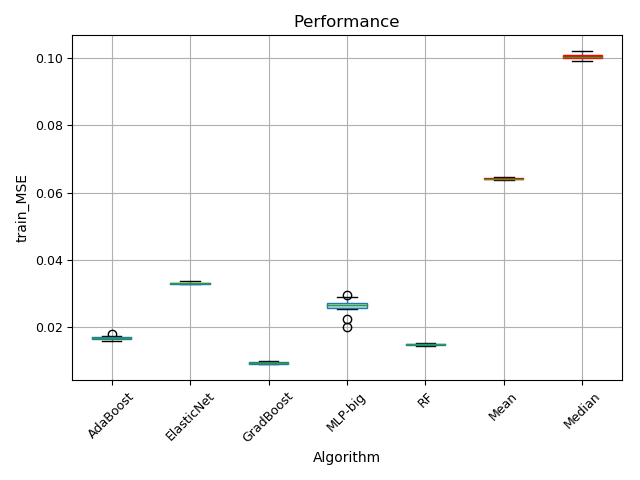 Performance
train_MSE
0.10
0.08
0.06
0.04
0.02
AdaBoost
ElasticNet
GradBoost
MLP-big
RF
Mean
Median
Algorithm